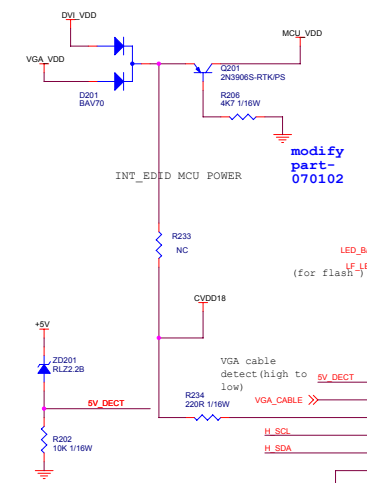 DVI_VDD
MCU_VDD
VGA_VDD
Q201
2N3906S-RTK/PS
D201
BAV70
R206
4K7 1/16W
modify
part-
070102
INT_EDID MCU POWER
R233
NC
LED_BA
LF_LE
(for flash )
CVDD18
+5V
ZD201
RLZ2.2B
VGA cable
detect(high to
low)
5V_DECT
5V_DECT
R234
220R 1/16W
VGA_CABLE
H_SCL
R202
10K 1/16W
H_SDA